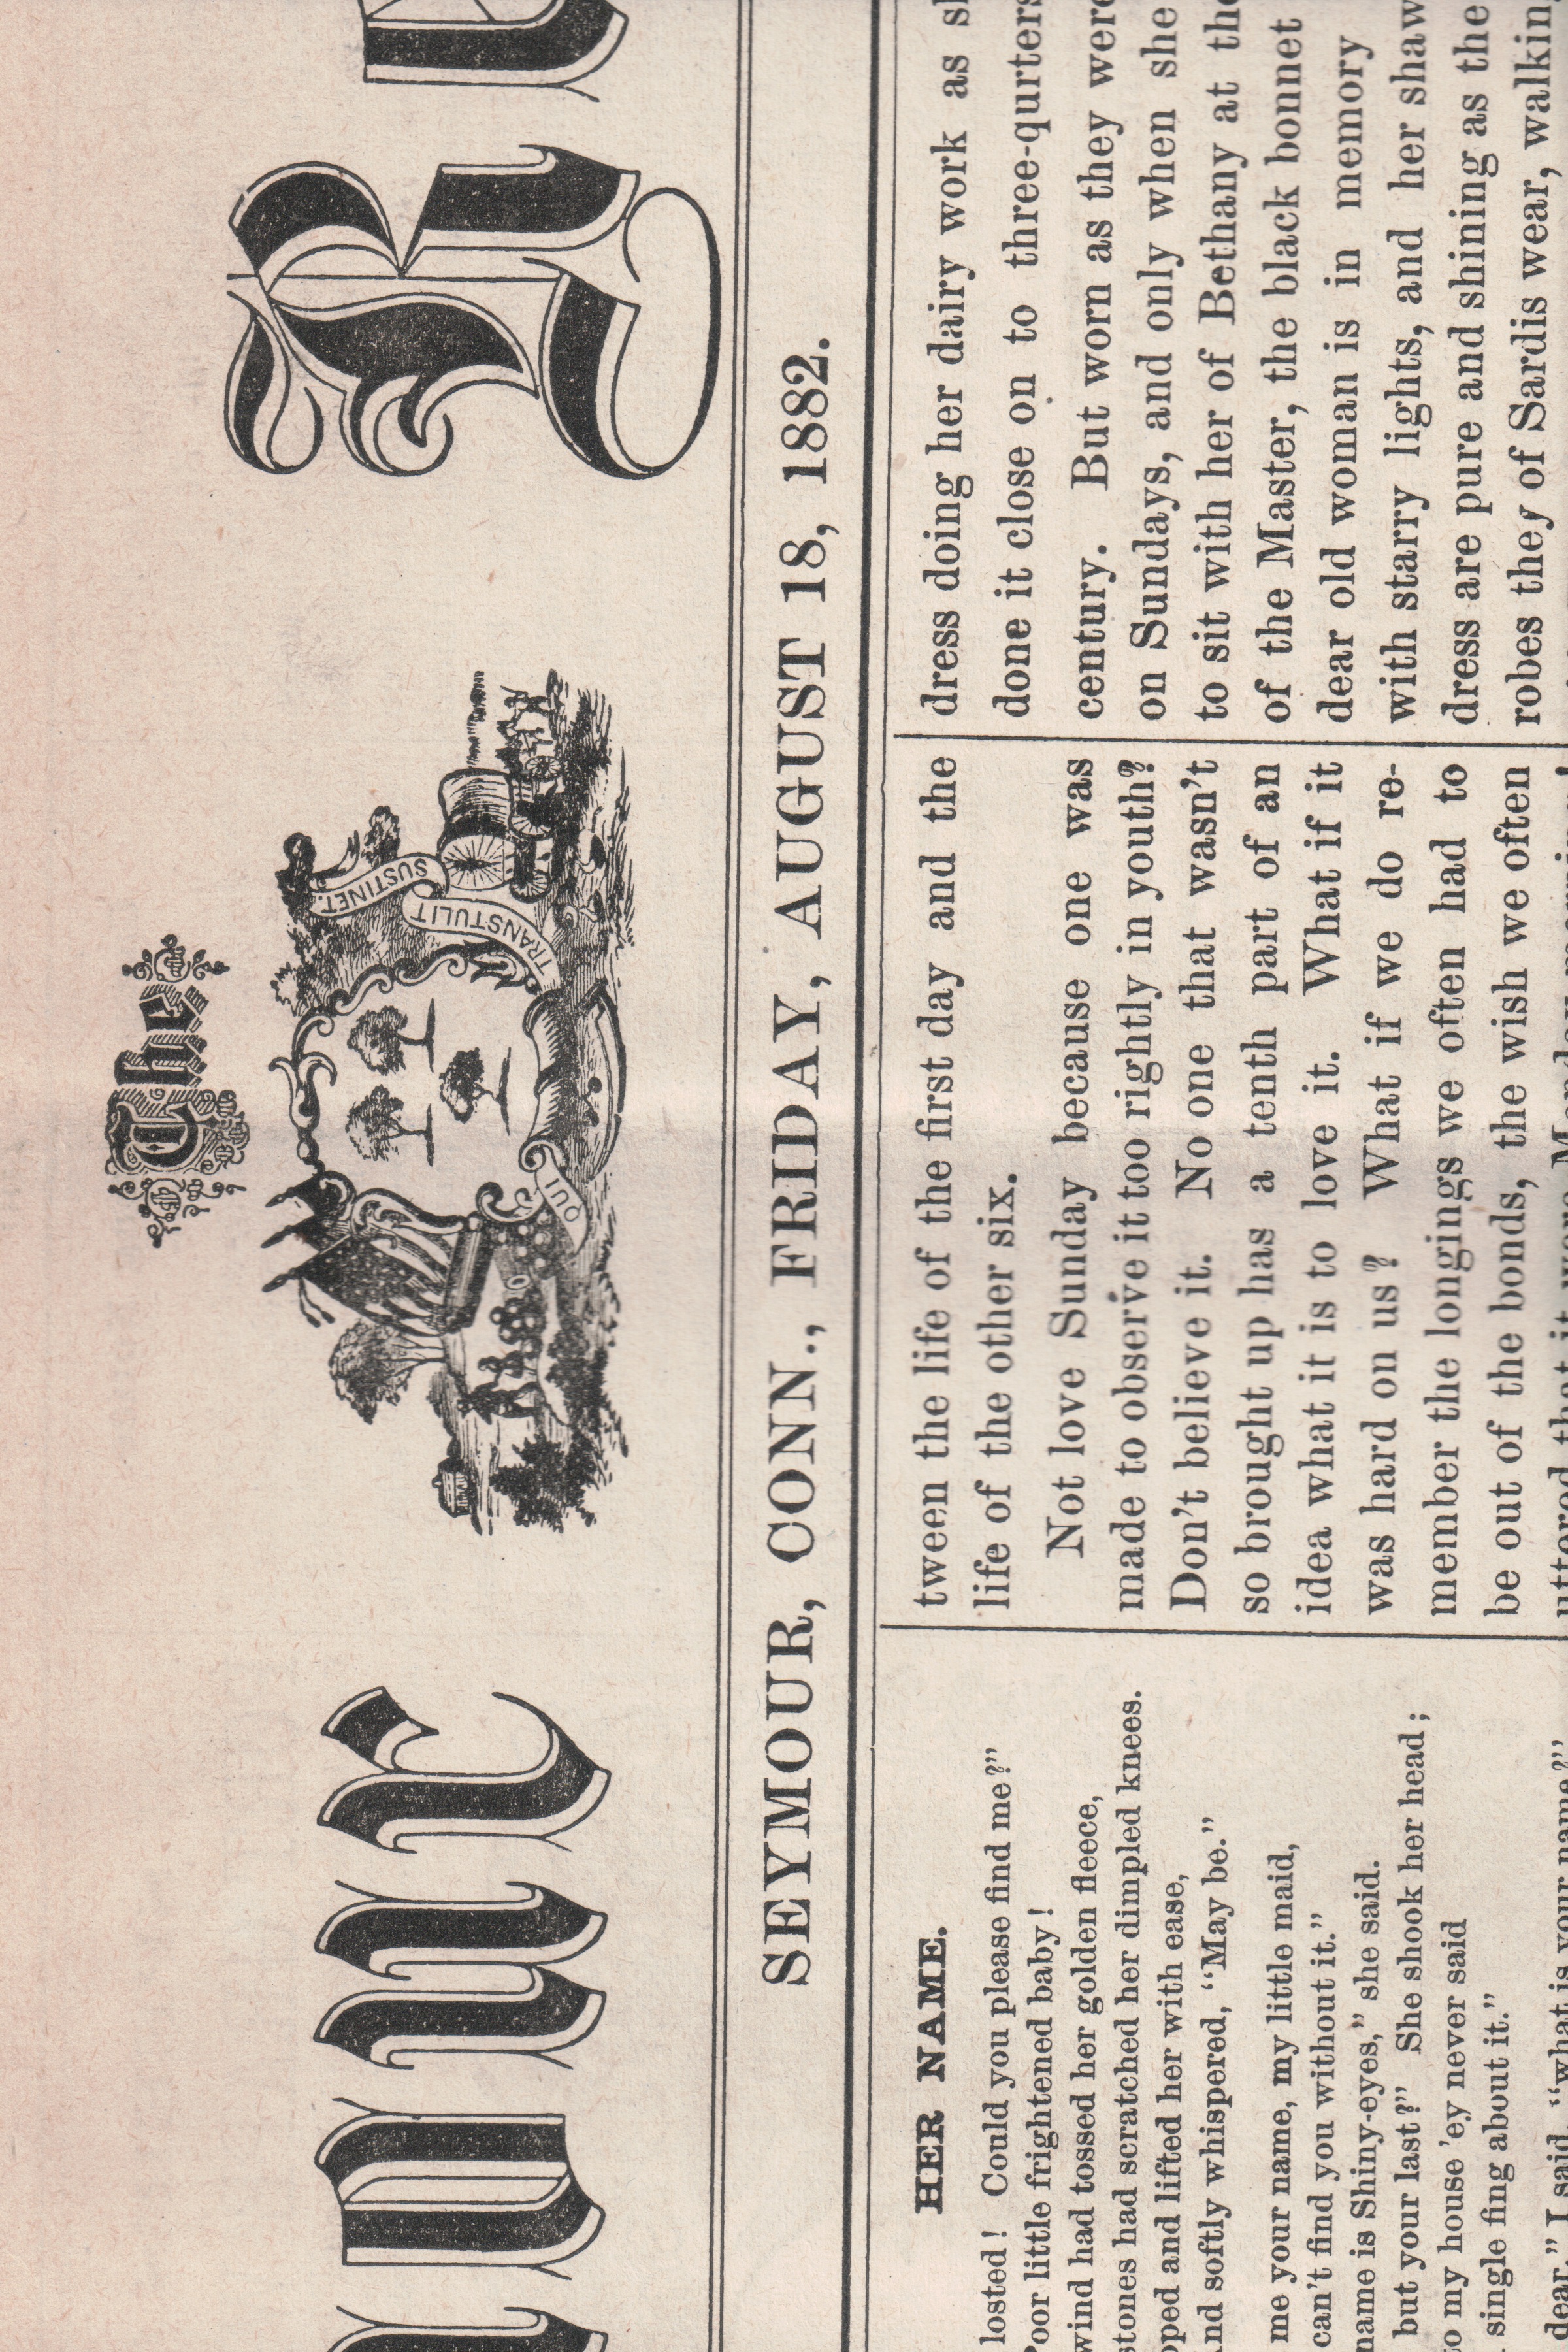 The
our R
QUI TRANSTULIT SUSTINET
SEYMOUR, CONN., FRIDAY, AUGUST 18, 1882.
HER NAME.
losted! Could you please find me?"
Poor little frightened baby!
wind had tossed her golden fleece,
stones had scratched her dimpled knees.
pped and lifted her with ease,
And softly whispered, "May be."
me your name, my little maid,
can't find you without it."
name is Shiny-eyes," she said.
but your last?" She shook her head;
to my house 'ey never said
single fing about it."
dear," I said, "what is your name?"
tween the life of the first day and the
life of the other six.
Not love Sunday because one was
made to observe it too rightly in youth?
Don't believe it. No one that wasn't
so brought up has a tenth part of an
idea what it is to love it. What if it
was hard on us? What if we do re-
member the longings we often had to
be out of the bonds, the wish we often
uttered that it were Monday
dress doing her dairy work as s
done it close on to three-qurters
century. But worn as they were
on Sundays, and only when she
to sit with her of Bethany at the
of the Master, the black bonnet
dear old woman is in memory
with starry lights, and her shaw
dress are pure and shining as the
robes they of Sardis wear, walking